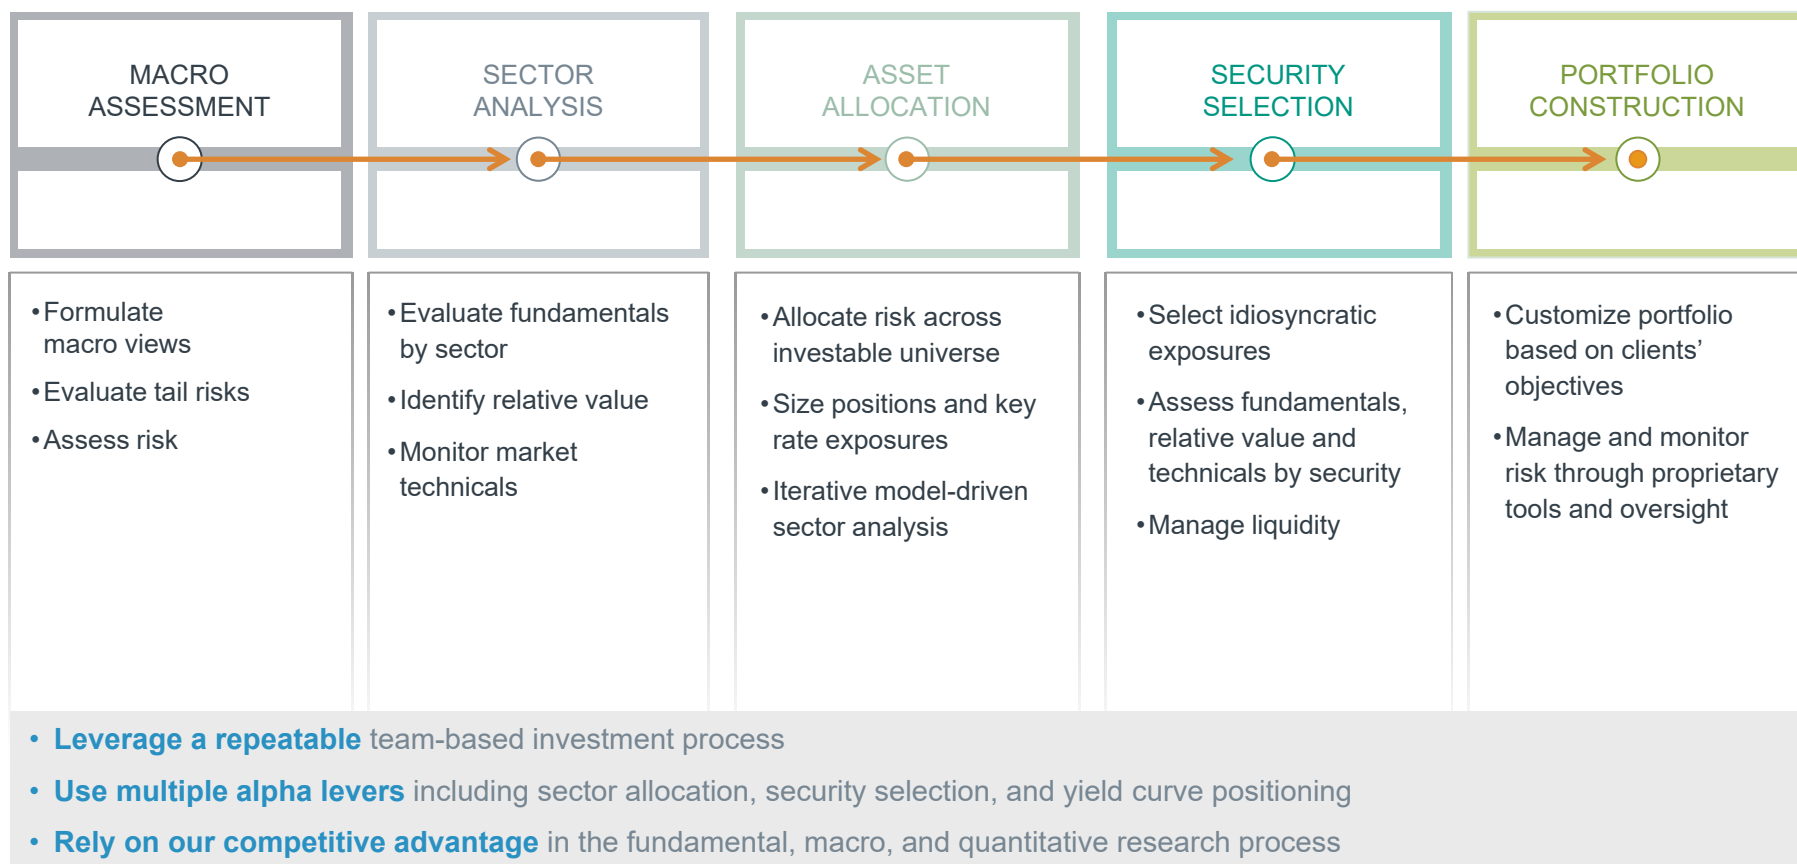 MACRO
ASSESSMENT
SECTOR
ANALYSIS
ASSET
ALLOCATION
SECURITY
SELECTION
PORTFOLIO
CONSTRUCTION
•Formulate
macro views
•Evaluate tail risks
•Assess risk
•Evaluate fundamentals
by sector
•Identify relative value
•Monitor market
technicals
•Allocate risk across
investable universe
•Size positions and key
rate exposures
•Iterative model-driven
sector analysis
•Select idiosyncratic
exposures
•Assess fundamentals,
relative value and
technicals by security
•Manage liquidity
•Customize portfolio
based on clients’
objectives
•Manage and monitor
risk through proprietary
tools and oversight
• Leverage a repeatable team-based investment process
• Use multiple alpha levers including sector allocation, security selection, and yield curve positioning
• Rely on our competitive advantage in the fundamental, macro, and quantitative research process